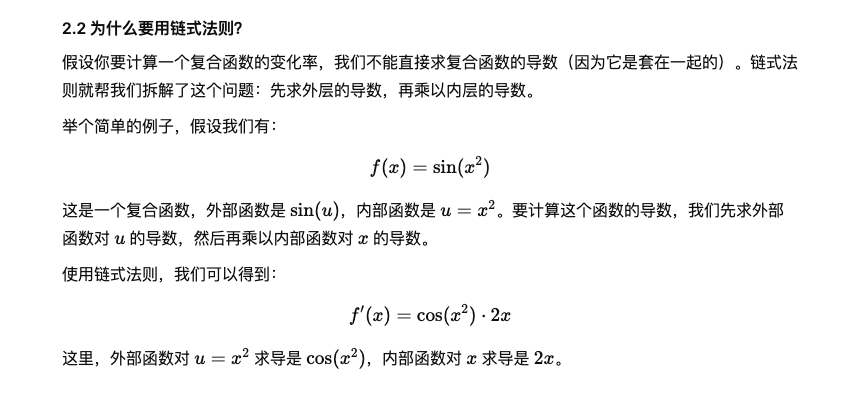 2.2 为什么要用链式法则?
假设你要计算一个复合函数的变化率，我们不能直接求复合函数的导数（因为它是套在一起的）。链式法
则就帮我们拆解了这个问题：先求外层的导数，再乘以内层的导数。
举个简单的例子，假设我们有：
f(x) = sin(x²)
这是一个复合函数，外部函数是 sin(u)，内部函数是 u = x²。要计算这个函数的导数，我们先求外部
函数对 u 的导数，然后再乘以内部函数对 x 的导数。
使用链式法则，我们可以得到：
f′(x) = cos(x²) · 2x
这里，外部函数对 u = x² 求导是 cos(x²)，内部函数对 x 求导是 2x。